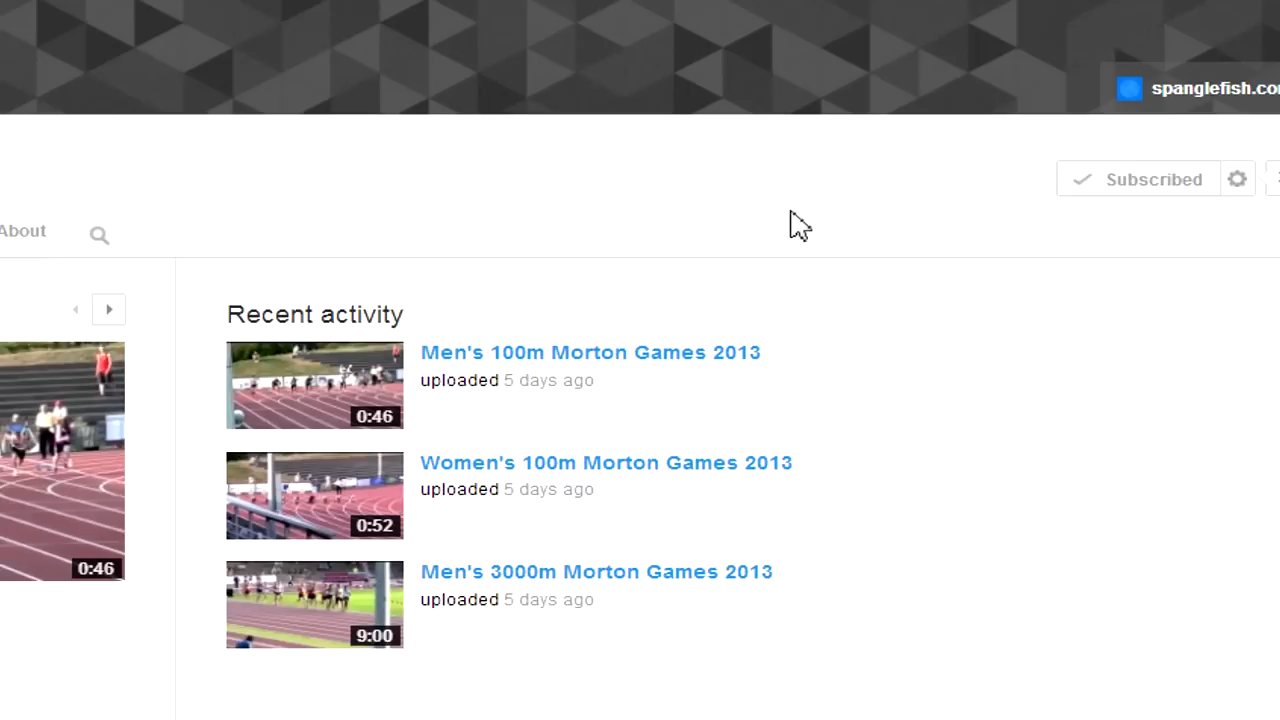 spanglefish.co
Subscribed
About
Recent activity
Men's 100m Morton Games 2013
uploaded 5 days ago
0:46
Women's 100m Morton Games 2013
uploaded 5 days ago
0:52
Men's 3000m Morton Games 2013
uploaded 5 days ago
9:00
0:46